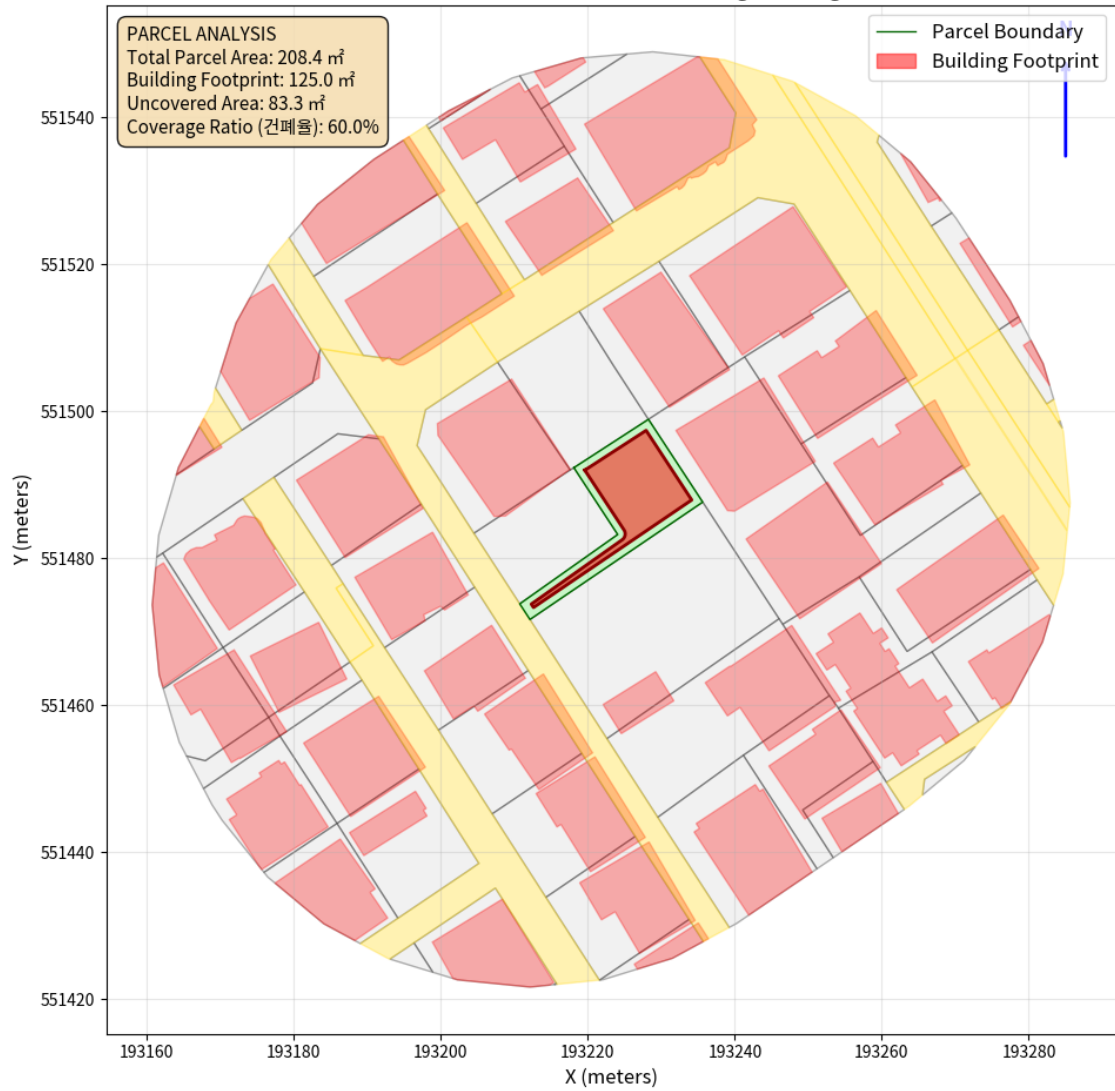 PARCEL ANALYSIS
Total Parcel Area: 208.4 ㎡
Building Footprint: 125.0 ㎡
Uncovered Area: 83.3 ㎡
Coverage Ratio (건폐율): 60.0%
N
Parcel Boundary
Building Footprint
551540
551520
551500
551480
551460
551440
551420
Y (meters)
193160
193180
193200
193220
193240
193260
193280
X (meters)